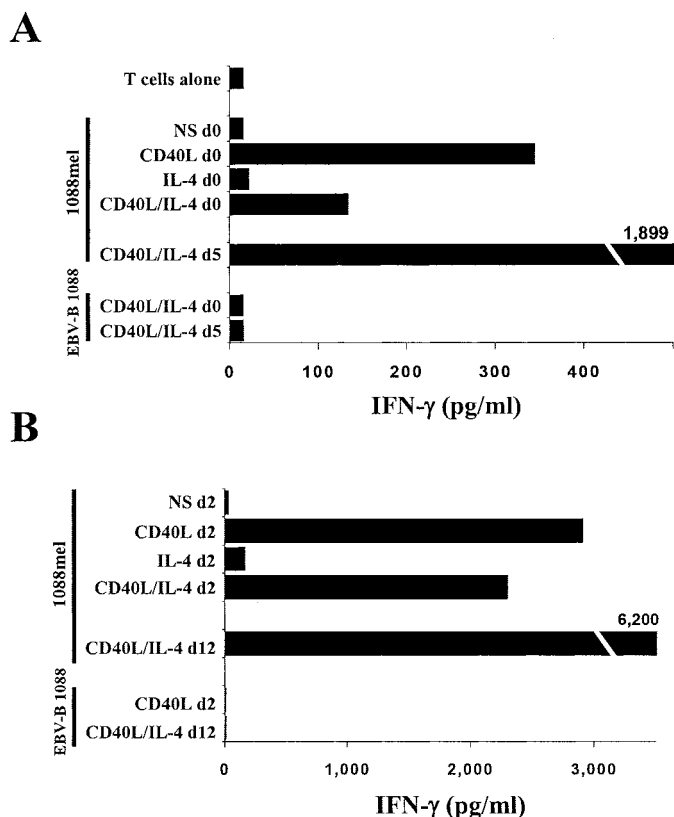 A
T cells alone
1088mel
NS d0
CD40L d0
IL-4 d0
CD40L/IL-4 d0
1,899
CD40L/IL-4 d5
EBV-B 1088
CD40L/IL-4 d0
CD40L/IL-4 d5
0 100 200 300 400
IFN-γ (pg/ml)
B
1088mel
NS d2
CD40L d2
IL-4 d2
CD40L/IL-4 d2
6,200
CD40L/IL-4 d12
EBV-B 1088
CD40L d2
CD40L/IL-4 d12
0 1,000 2,000 3,000
IFN-γ (pg/ml)